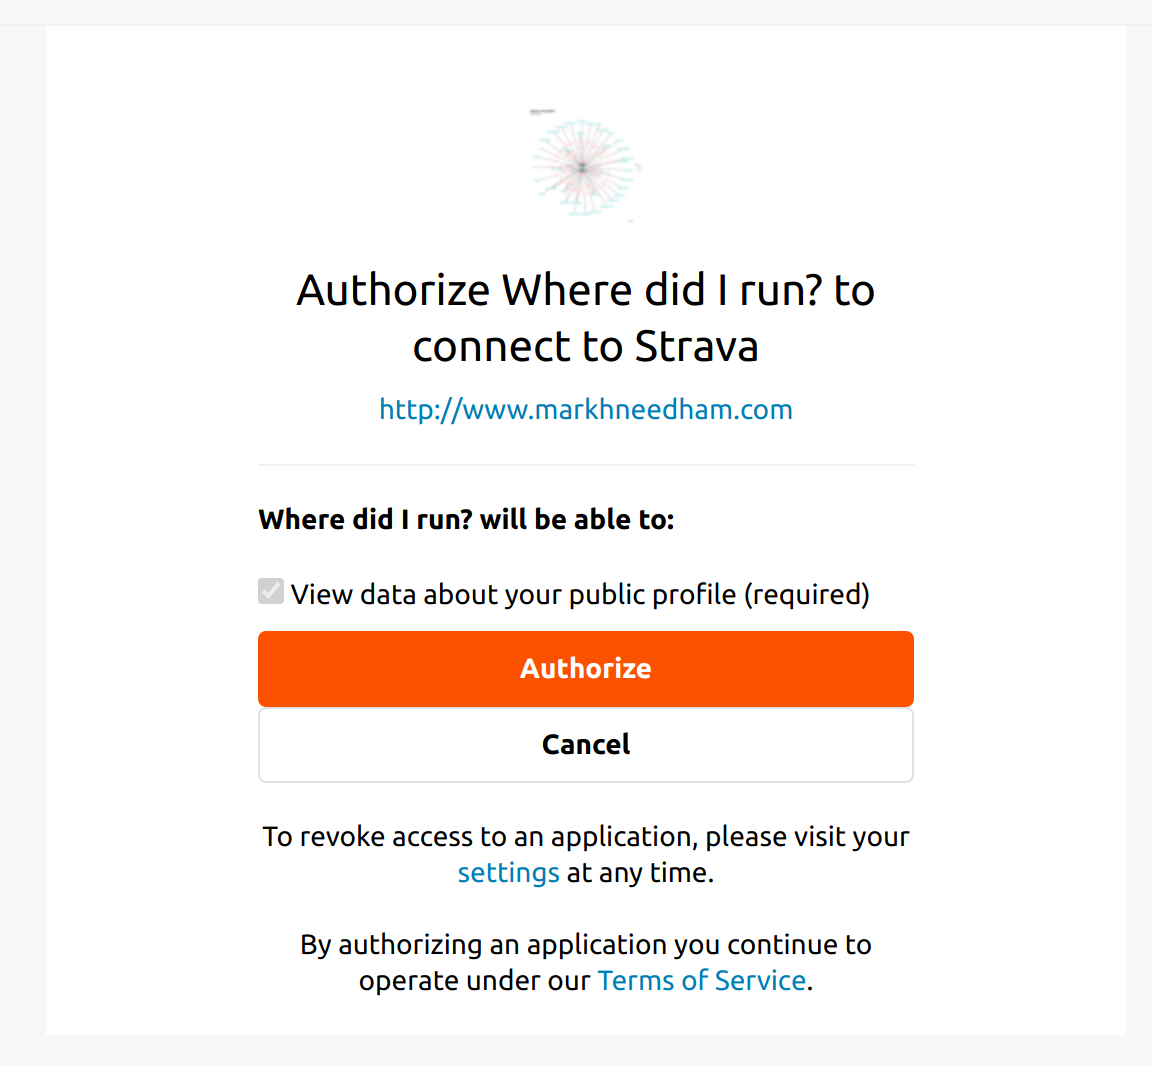 Authorize Where did I run? to
connect to Strava
http://www.markhneedham.com
Where did I run? will be able to:
View data about your public profile (required)
Authorize
Cancel
To revoke access to an application, please visit your
settings at any time.
By authorizing an application you continue to
operate under our Terms of Service.